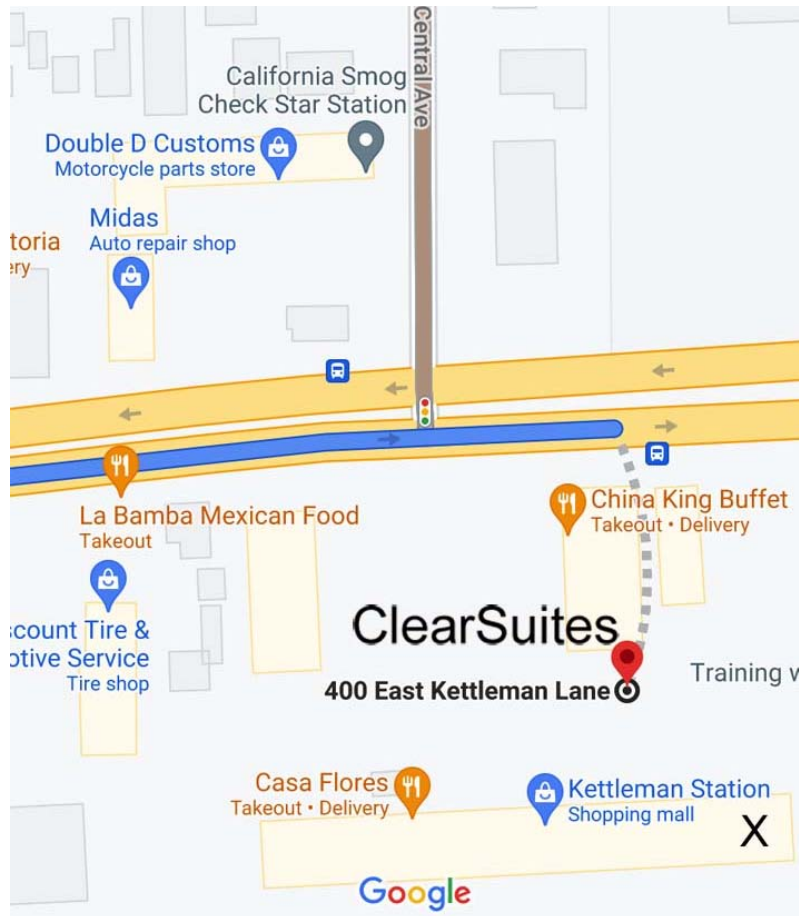 Central Ave
California Smog
Check Star Station
Double D Customs
Motorcycle parts store
Midas
Auto repair shop
toria
ery
La Bamba Mexican Food
Takeout
China King Buffet
Takeout • Delivery
scount Tire &
otive Service
Tire shop
ClearSuites
400 East Kettleman Lane
Training w
Casa Flores
Takeout • Delivery
Kettleman Station
Shopping mall
X
Google